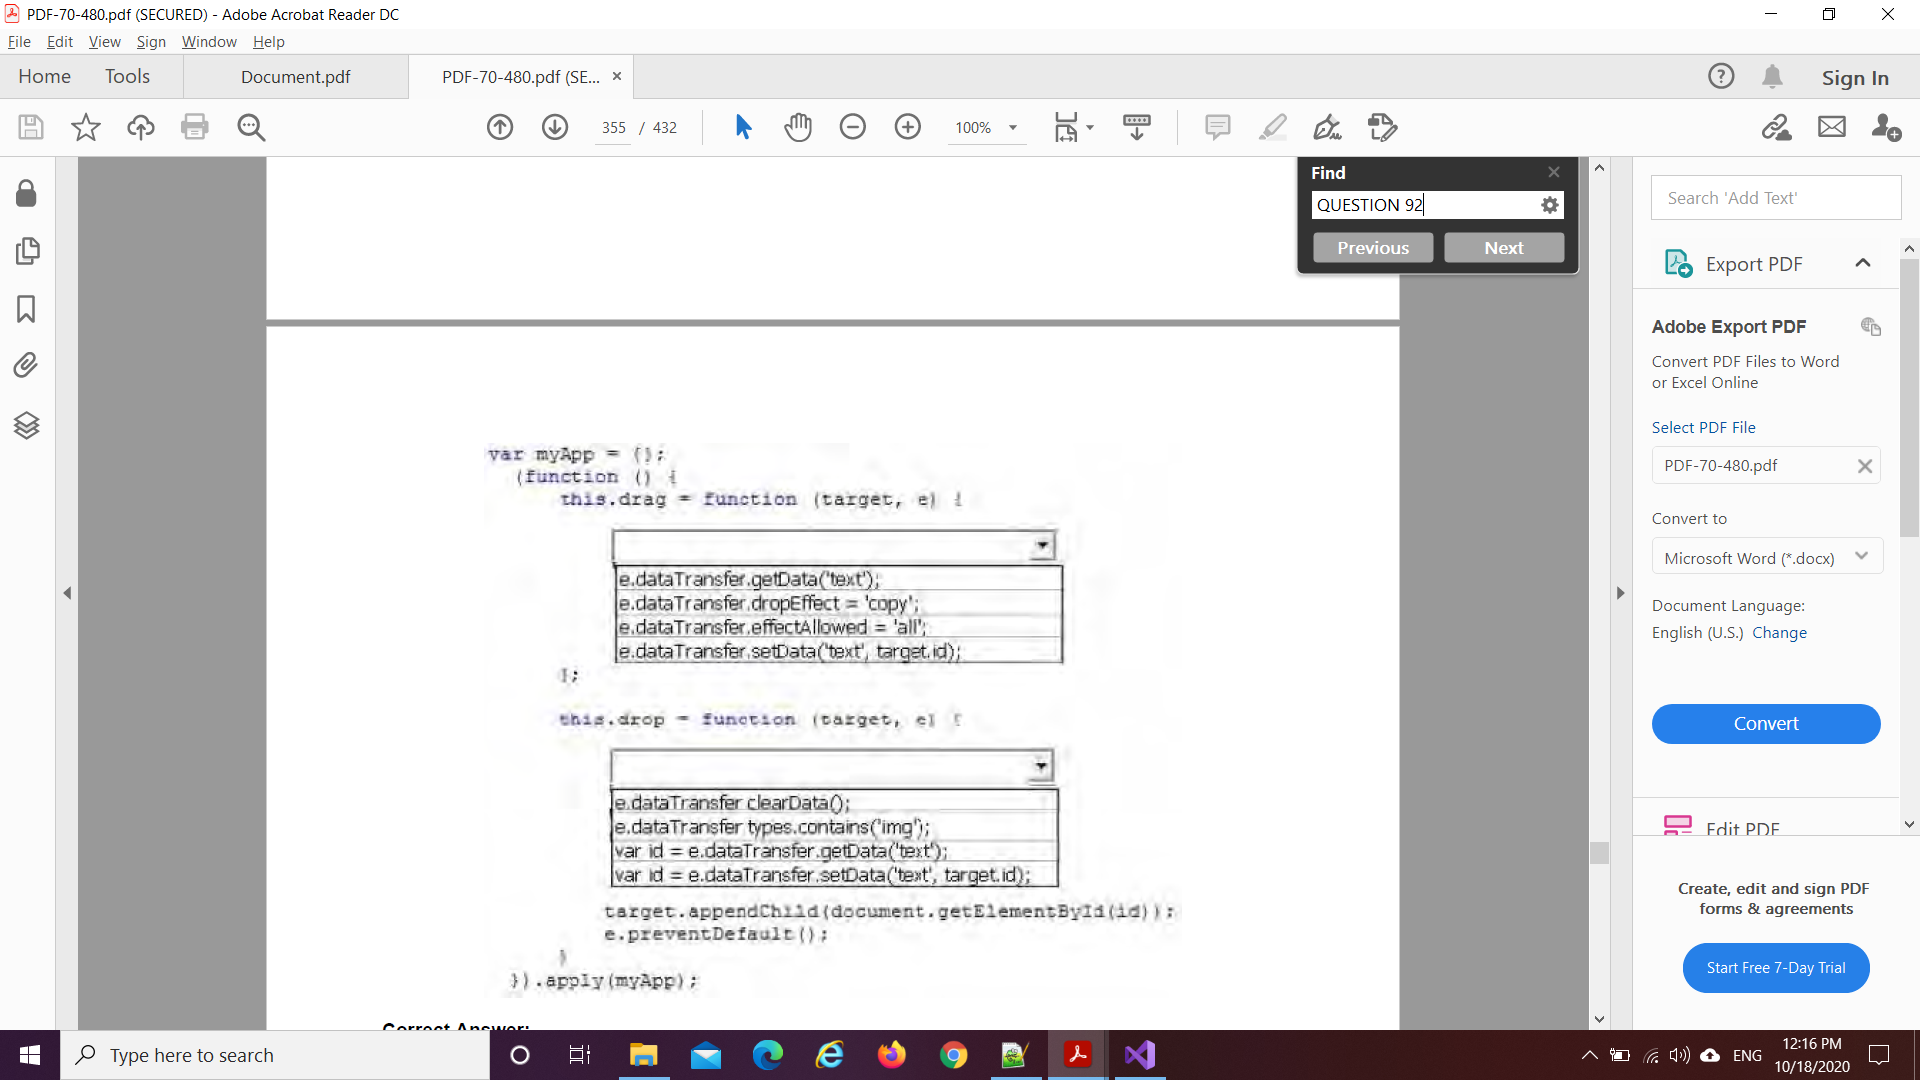 PDF-70-480.pdf (SECURED) - Adobe Acrobat Reader DC
File Edit View Sign Window Help
Home Tools Document.pdf PDF-70-480.pdf (SE... × ? Sign In
355 / 432 100%
Find
QUESTION 92
Previous Next
var myApp = {};
(function () {
this.drag = function (target, e) {
e.dataTransfer.getData('text');
e.dataTransfer.dropEffect = 'copy';
e.dataTransfer.effectAllowed = 'all';
e.dataTransfer.setData('text', target.id);
};
this.drop = function (target, e) {
e.dataTransfer clearData();
e.dataTransfer types.contains('img');
var id = e.dataTransfer.getData('text');
var id = e.dataTransfer.setData('text', target.id);
target.appendChild(document.getElementById(id));
e.preventDefault();
}
}).apply(myApp);
Correct Answer:
Search 'Add Text'
Export PDF
Adobe Export PDF
Convert PDF Files to Word
or Excel Online
Select PDF File
PDF-70-480.pdf
Convert to
Microsoft Word (*.docx)
Document Language:
English (U.S.) Change
Convert
Edit PDF
Create, edit and sign PDF
forms & agreements
Start Free 7-Day Trial
Type here to search
ENG
12:16 PM
10/18/2020